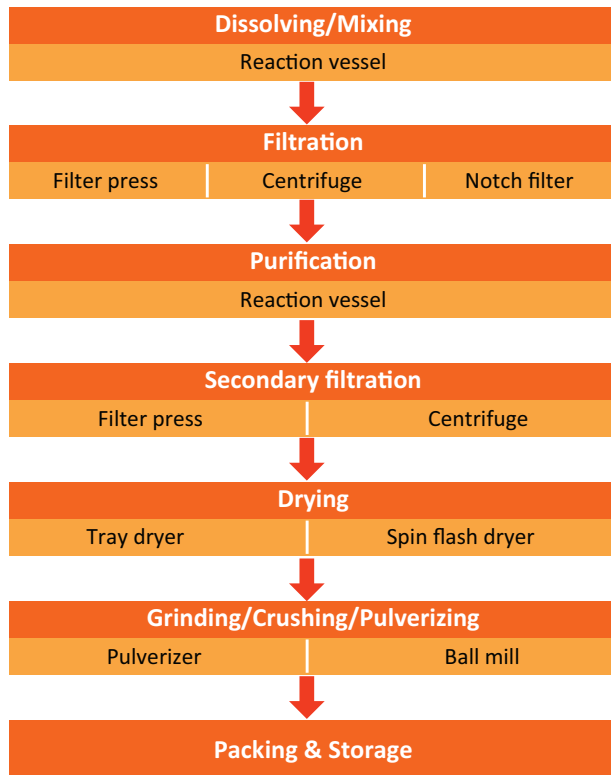 Dissolving/Mixing
Reaction vessel
Filtration
Filter press Centrifuge Notch filter
Purification
Reaction vessel
Secondary filtration
Filter press Centrifuge
Drying
Tray dryer Spin flash dryer
Grinding/Crushing/Pulverizing
Pulverizer Ball mill
Packing & Storage